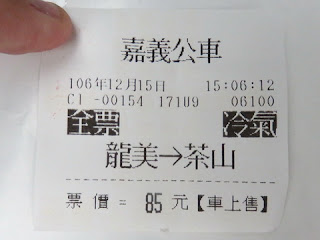 嘉義公車
106年12月15日 15:06:12
C1 -00154 171U9 06100
全票 冷氣
龍美→茶山
票 價 = 85 元【車上售】